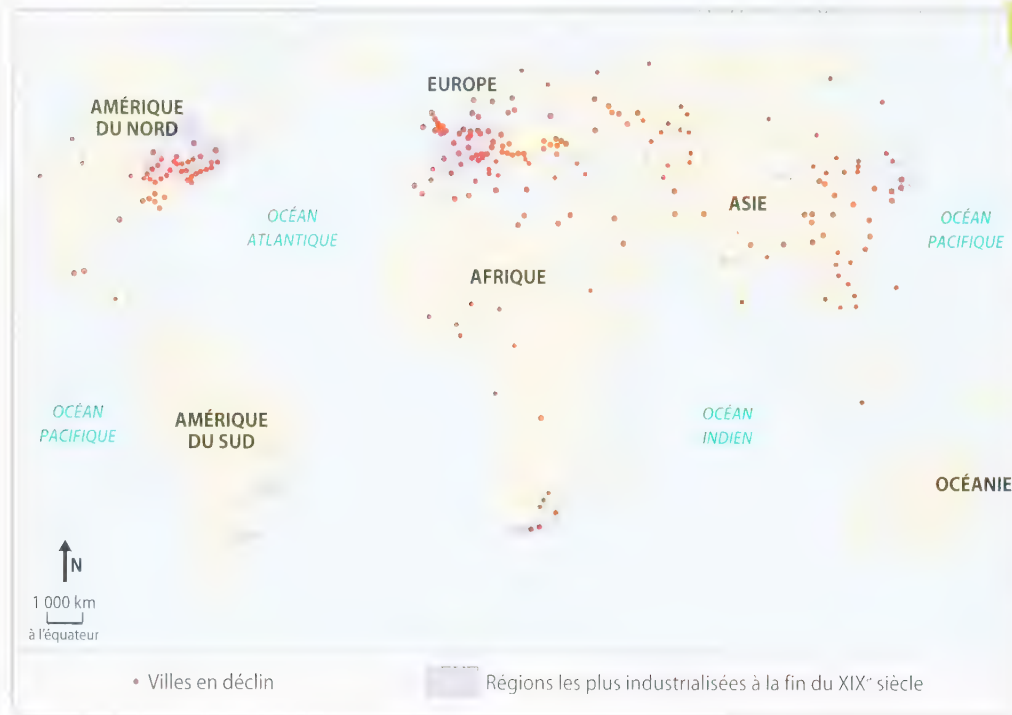 EUROPE
AMÉRIQUE
DU NORD
ASIE
OCÉAN
ATLANTIQUE
OCÉAN
PACIFIQUE
AFRIQUE
OCÉAN
PACIFIQUE
AMÉRIQUE
DU SUD
OCÉAN
INDIEN
OCÉANIE
N
1 000 km
à l'équateur
Villes en déclin
Régions les plus industrialisées à la fin du XIXe siècle